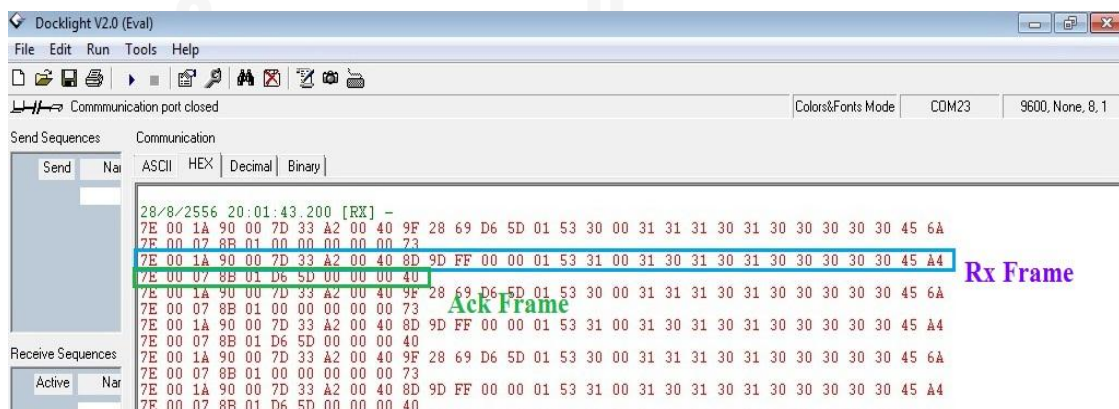 Docklight V2.0 (Eval)
File Edit Run Tools Help
Commmunication port closed
Colors&Fonts Mode COM23 9600, None, 8, 1
Send Sequences Communication
Send Nar ASCII HEX Decimal Binary
28/8/2556 20:01:43.200 [RX] -
7E 00 1A 90 00 7D 33 A2 00 40 9F 28 69 D6 5D 01 53 30 00 31 31 31 30 31 30 30 30 30 30 45 6A
7E 00 07 8B 01 00 00 00 00 00 73
7E 00 1A 90 00 7D 33 A2 00 40 8D 9D FF 00 00 01 53 31 00 31 30 31 30 31 30 30 30 30 30 45 A4
Rx Frame
7E 00 07 8B 01 D6 5D 00 00 00 40
Ack Frame
7E 00 1A 90 00 7D 33 A2 00 40 9F 28 69 D6 5D 01 53 30 00 31 31 31 30 31 30 30 30 30 30 45 6A
7E 00 07 8B 01 00 00 00 00 00 73
7E 00 1A 90 00 7D 33 A2 00 40 8D 9D FF 00 00 01 53 31 00 31 30 31 30 31 30 30 30 30 30 45 A4
7E 00 07 8B 01 D6 5D 00 00 00 40
Receive Sequences
7E 00 1A 90 00 7D 33 A2 00 40 9F 28 69 D6 5D 01 53 30 00 31 31 31 30 31 30 30 30 30 30 45 6A
7E 00 07 8B 01 00 00 00 00 00 73
Active Nar
7E 00 1A 90 00 7D 33 A2 00 40 8D 9D FF 00 00 01 53 31 00 31 30 31 30 31 30 30 30 30 30 45 A4
7E 00 07 8B 01 D6 5D 00 00 00 40